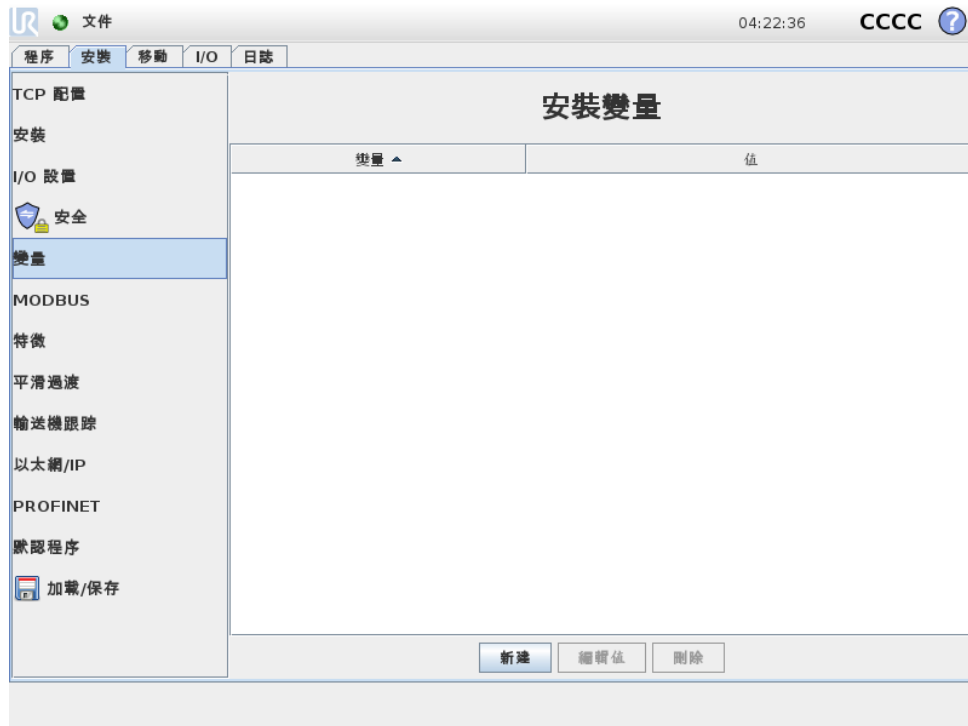 UR 文件 04:22:36 CCCC ?
程序 安裝 移動 I/O 日誌
TCP 配置
安裝變量
安裝
變量 值
I/O 設置
安全
變量
MODBUS
特徵
平滑過渡
輸送機跟踪
以太網/IP
PROFINET
默認程序
加載/保存
新建 編輯值 刪除